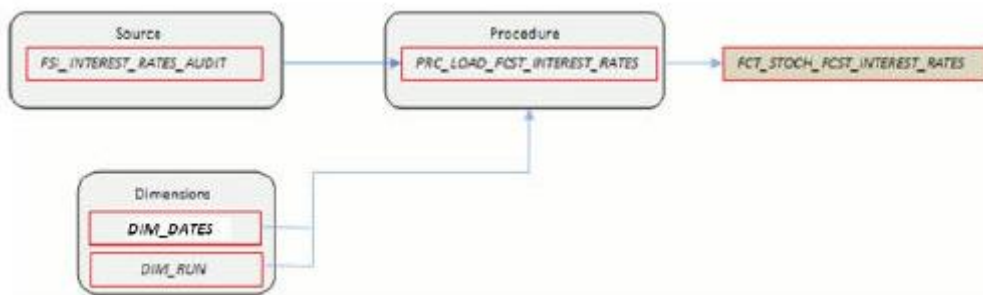 Source
FSI_INTEREST_RATES_AUDIT
Procedure
PRC_LOAD_FCST_INTEREST_RATES
FCT_STOCH_FCST_INTEREST_RATES
Dimensions
DIM_DATES
DIM_RUN